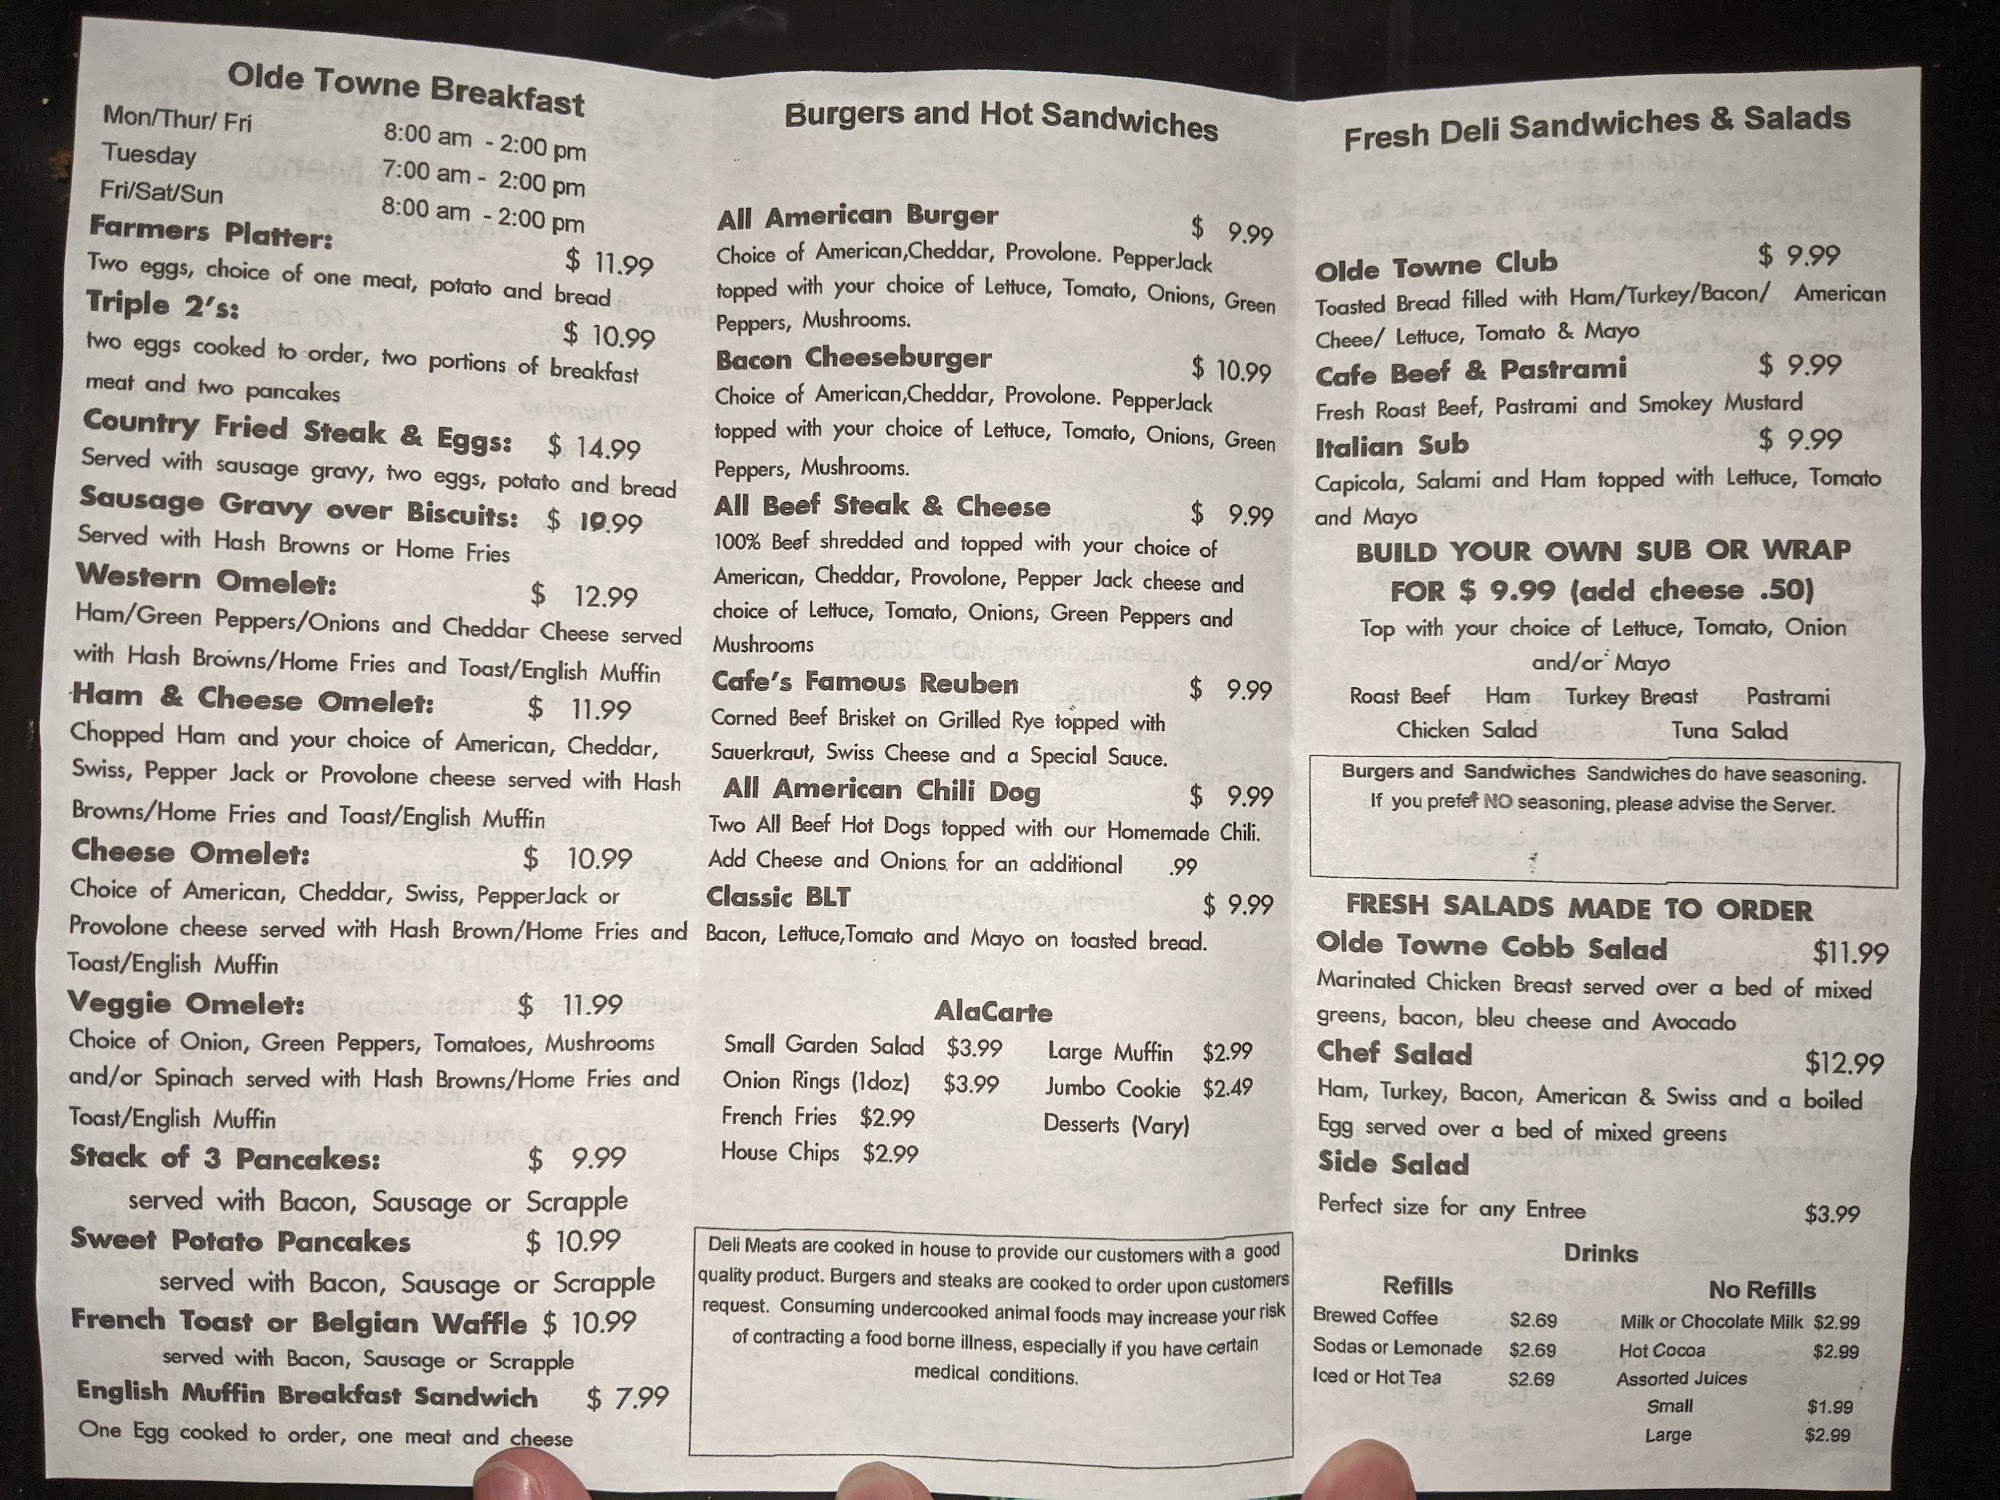 Olde Towne Breakfast
Mon/Thur/ Fri 8:00 am - 2:00 pm
Tuesday 7:00 am - 2:00 pm
Fri/Sat/Sun 8:00 am - 2:00 pm
Farmers Platter: $ 11.99
Two eggs, choice of one meat, potato and bread
Triple 2's: $ 10.99
two eggs cooked to order, two portions of breakfast
meat and two pancakes
Country Fried Steak & Eggs: $ 14.99
Served with sausage gravy, two eggs, potato and bread
Sausage Gravy over Biscuits: $ 10.99
Served with Hash Browns or Home Fries
Western Omelet: $ 12.99
Ham/Green Peppers/Onions and Cheddar Cheese served
with Hash Browns/Home Fries and Toast/English Muffin
Ham & Cheese Omelet: $ 11.99
Chopped Ham and your choice of American, Cheddar,
Swiss, Pepper Jack or Provolone cheese served with Hash
Browns/Home Fries and Toast/English Muffin
Cheese Omelet: $ 10.99
Choice of American, Cheddar, Swiss, PepperJack or
Provolone cheese served with Hash Brown/Home Fries and
Toast/English Muffin
Veggie Omelet: $ 11.99
Choice of Onion, Green Peppers, Tomatoes, Mushrooms
and/or Spinach served with Hash Browns/Home Fries and
Toast/English Muffin
Stack of 3 Pancakes: $ 9.99
served with Bacon, Sausage or Scrapple
Sweet Potato Pancakes $ 10.99
served with Bacon, Sausage or Scrapple
French Toast or Belgian Waffle $ 10.99
served with Bacon, Sausage or Scrapple
English Muffin Breakfast Sandwich $ 7.99
One Egg cooked to order, one meat and cheese
Burgers and Hot Sandwiches
All American Burger $ 9.99
Choice of American,Cheddar, Provolone. PepperJack
topped with your choice of Lettuce, Tomato, Onions, Green
Peppers, Mushrooms.
Bacon Cheeseburger $ 10.99
Choice of American,Cheddar, Provolone. PepperJack
topped with your choice of Lettuce, Tomato, Onions, Green
Peppers, Mushrooms.
All Beef Steak & Cheese $ 9.99
100% Beef shredded and topped with your choice of
American, Cheddar, Provolone, Pepper Jack cheese and
choice of Lettuce, Tomato, Onions, Green Peppers and
Mushrooms
Cafe's Famous Reuben $ 9.99
Corned Beef Brisket on Grilled Rye topped with
Sauerkraut, Swiss Cheese and a Special Sauce.
All American Chili Dog $ 9.99
Two All Beef Hot Dogs topped with our Homemade Chili.
Add Cheese and Onions for an additional .99
Classic BLT $ 9.99
Bacon, Lettuce,Tomato and Mayo on toasted bread.
AlaCarte
Small Garden Salad $3.99 Large Muffin $2.99
Onion Rings (1doz) $3.99 Jumbo Cookie $2.49
French Fries $2.99 Desserts (Vary)
House Chips $2.99
Deli Meats are cooked in house to provide our customers with a good
quality product. Burgers and steaks are cooked to order upon customers
request. Consuming undercooked animal foods may increase your risk
of contracting a food borne illness, especially if you have certain
medical conditions.
Fresh Deli Sandwiches & Salads
Olde Towne Club $ 9.99
Toasted Bread filled with Ham/Turkey/Bacon/ American
Cheee/ Lettuce, Tomato & Mayo
Cafe Beef & Pastrami $ 9.99
Fresh Roast Beef, Pastrami and Smokey Mustard
Italian Sub $ 9.99
Capicola, Salami and Ham topped with Lettuce, Tomato
and Mayo
BUILD YOUR OWN SUB OR WRAP
FOR $ 9.99 (add cheese .50)
Top with your choice of Lettuce, Tomato, Onion
and/or Mayo
Roast Beef Ham Turkey Breast Pastrami
Chicken Salad Tuna Salad
Burgers and Sandwiches Sandwiches do have seasoning.
If you prefer NO seasoning, please advise the Server.
FRESH SALADS MADE TO ORDER
Olde Towne Cobb Salad $11.99
Marinated Chicken Breast served over a bed of mixed
greens, bacon, bleu cheese and Avocado
Chef Salad $12.99
Ham, Turkey, Bacon, American & Swiss and a boiled
Egg served over a bed of mixed greens
Side Salad
Perfect size for any Entree $3.99
Drinks
Refills No Refills
Brewed Coffee $2.69 Milk or Chocolate Milk $2.99
Sodas or Lemonade $2.69 Hot Cocoa $2.99
Iced or Hot Tea $2.69 Assorted Juices
Small $1.99
Large $2.99